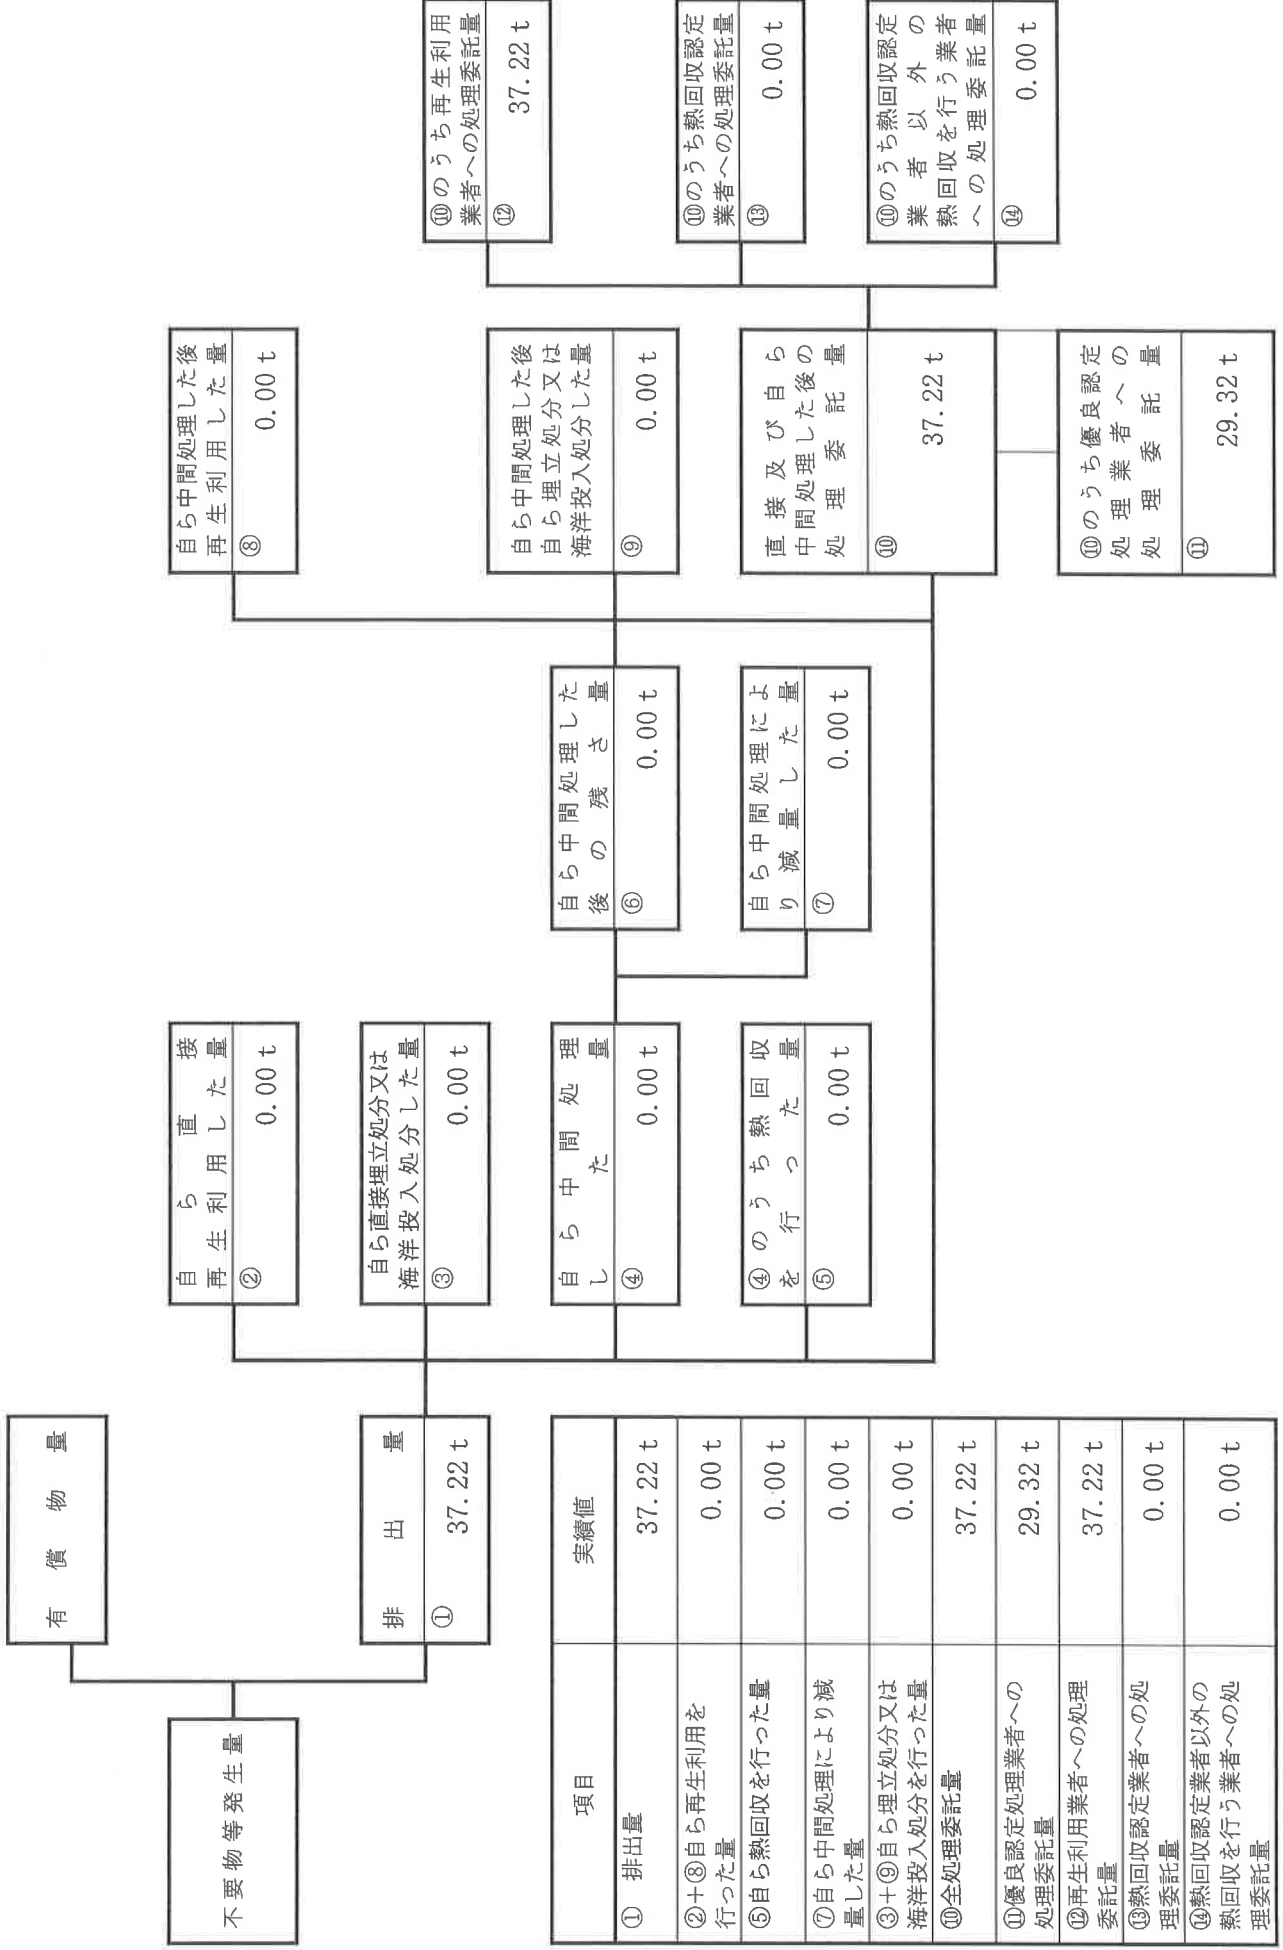 有償物量
不要物等発生量
排出量
① 37.22 t
自ら直接
再生利用した量
② 0.00 t
自ら直接埋立処分又は
海洋投入処分した量
③ 0.00 t
自ら中間処理
した量
④ 0.00 t
④のうち熱回収
を行った量
⑤ 0.00 t
自ら中間処理した
後の残さ量
⑥ 0.00 t
自ら中間処理によ
り減量した量
⑦ 0.00 t
自ら中間処理した後
再生利用した量
⑧ 0.00 t
自ら中間処理した後
自ら埋立処分又は
海洋投入処分した量
⑨ 0.00 t
直接及び自ら
中間処理した後の
処理委託量
⑩ 37.22 t
⑩のうち優良認定
処理業者への
処理委託量
⑪ 29.32 t
⑩のうち再生利用
業者への処理委託量
⑫ 37.22 t
⑩のうち熱回収認定
業者への処理委託量
⑬ 0.00 t
⑩のうち熱回収認定
業者以外の
熱回収を行う業者
への処理委託量
⑭ 0.00 t
項目 実績値
① 排出量 37.22 t
②+⑧自ら再生利用を
行った量 0.00 t
⑤自ら熱回収を行った量 0.00 t
⑦自ら中間処理により減
量した量 0.00 t
③+⑨自ら埋立処分又は
海洋投入処分を行った量 0.00 t
⑩全処理委託量 37.22 t
⑪優良認定処理業者への
処理委託量 29.32 t
⑫再生利用業者への処理
委託量 37.22 t
⑬熱回収認定業者への処
理委託量 0.00 t
⑭熱回収認定業者以外の
熱回収を行う業者への処
理委託量 0.00 t